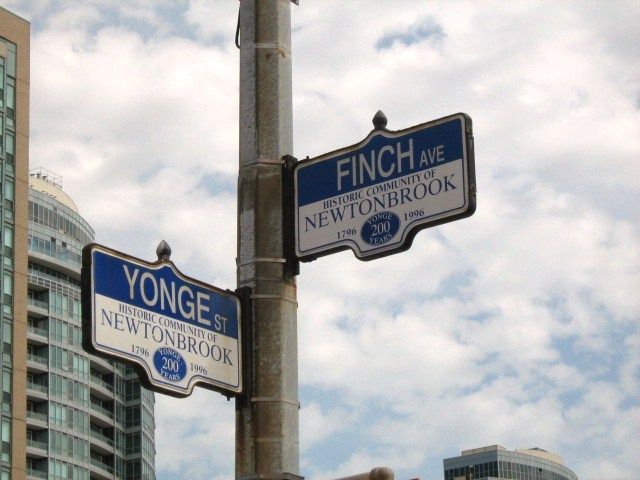 FINCH AVE
HISTORIC COMMUNITY OF
NEWTONBROOK
1796 YONGE 200 YEARS 1996
YONGE ST
HISTORIC COMMUNITY OF
NEWTONBROOK
1796 YONGE 200 YEARS 1996